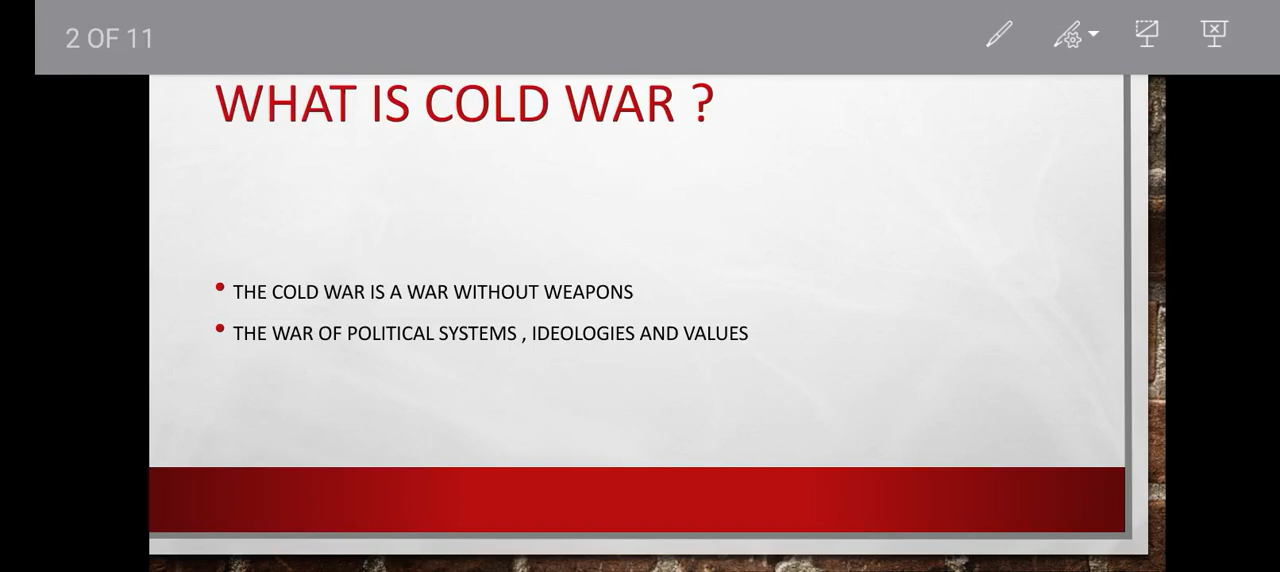 2 OF 11
WHAT IS COLD WAR ?
• THE COLD WAR IS A WAR WITHOUT WEAPONS
• THE WAR OF POLITICAL SYSTEMS , IDEOLOGIES AND VALUES